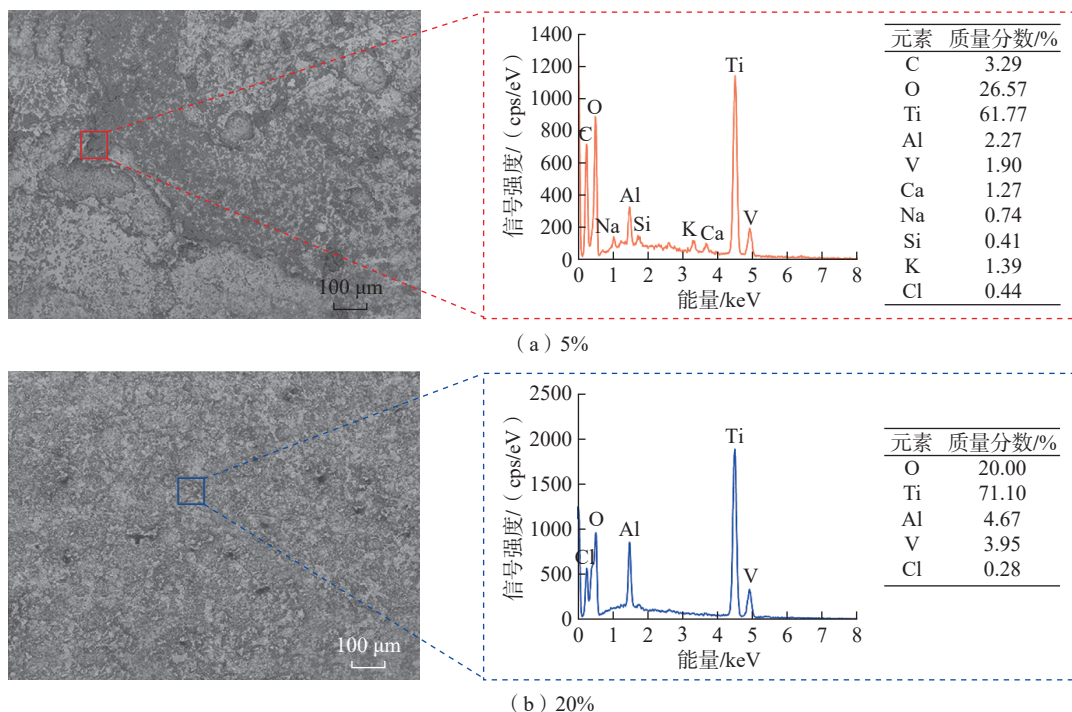 100 μm
信号强度/（cps/eV）
1400
1200
1000
800
600
400
200
0
C
O
Na
Al
Si
K
Ca
Ti
V
0 1 2 3 4 5 6 7 8
能量/keV
元素 质量分数/%
C 3.29
O 26.57
Ti 61.77
Al 2.27
V 1.90
Ca 1.27
Na 0.74
Si 0.41
K 1.39
Cl 0.44
（a）5%
100 μm
信号强度/（cps/eV）
2500
2000
1500
1000
500
0
Cl
O
Al
Ti
V
0 1 2 3 4 5 6 7 8
能量/keV
元素 质量分数/%
O 20.00
Ti 71.10
Al 4.67
V 3.95
Cl 0.28
（b）20%